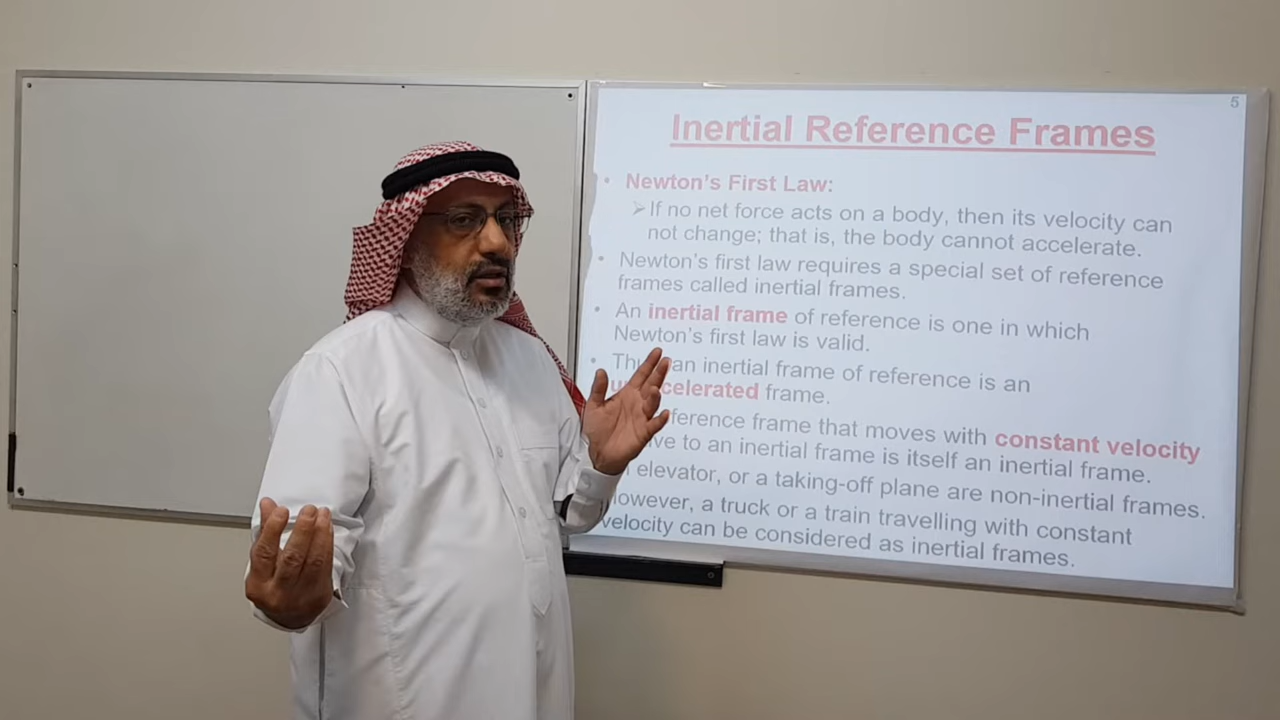 5
Inertial Reference Frames
• Newton's First Law:
➢If no net force acts on a body, then its velocity can
not change; that is, the body cannot accelerate.
• Newton's first law requires a special set of reference
frames called inertial frames.
• An inertial frame of reference is one in which
Newton's first law is valid.
• an inertial frame of reference is an
frame.
frame that moves with constant velocity
to an inertial frame is itself an inertial frame.
elevator, or a taking-off plane are non-inertial frames.
However, a truck or a train travelling with constant
velocity can be considered as inertial frames.